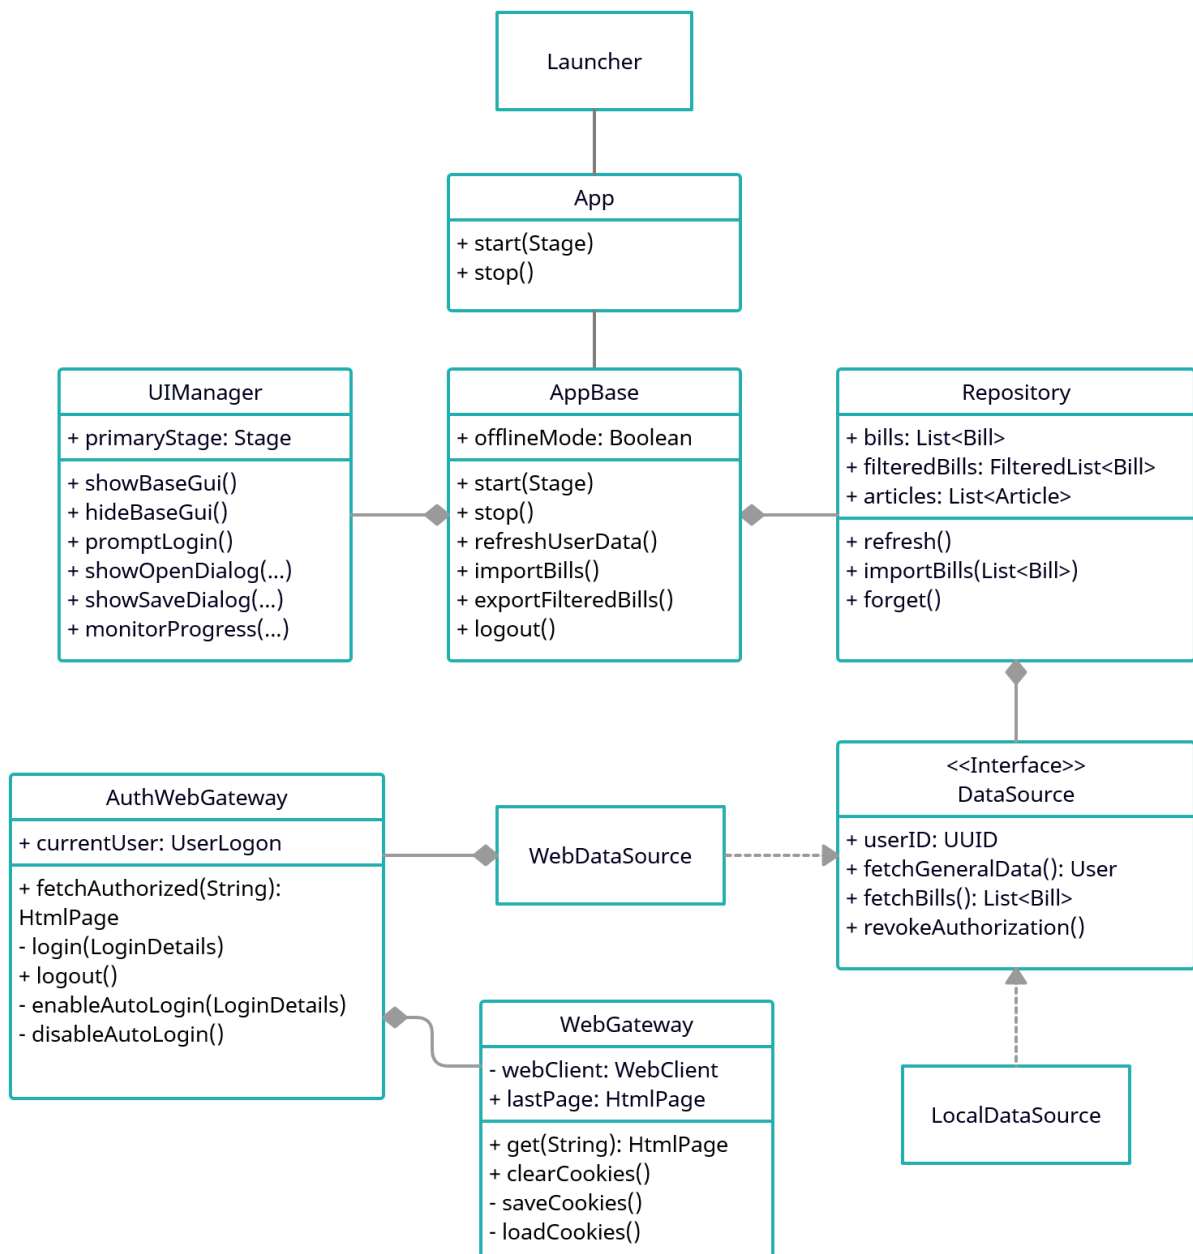 Launcher
App
+ start(Stage)
+ stop()
UIManager
+ primaryStage: Stage
+ showBaseGui()
+ hideBaseGui()
+ promptLogin()
+ showOpenDialog(...)
+ showSaveDialog(...)
+ monitorProgress(...)
AppBase
+ offlineMode: Boolean
+ start(Stage)
+ stop()
+ refreshUserData()
+ importBills()
+ exportFilteredBills()
+ logout()
Repository
+ bills: List<Bill>
+ filteredBills: FilteredList<Bill>
+ articles: List<Article>
+ refresh()
+ importBills(List<Bill>)
+ forget()
AuthWebGateway
+ currentUser: UserLogon
+ fetchAuthorized(String):
HtmlPage
- login(LoginDetails)
+ logout()
- enableAutoLogin(LoginDetails)
- disableAutoLogin()
WebDataSource
<<Interface>>
DataSource
+ userID: UUID
+ fetchGeneralData(): User
+ fetchBills(): List<Bill>
+ revokeAuthorization()
WebGateway
- webClient: WebClient
+ lastPage: HtmlPage
+ get(String): HtmlPage
+ clearCookies()
- saveCookies()
- loadCookies()
LocalDataSource